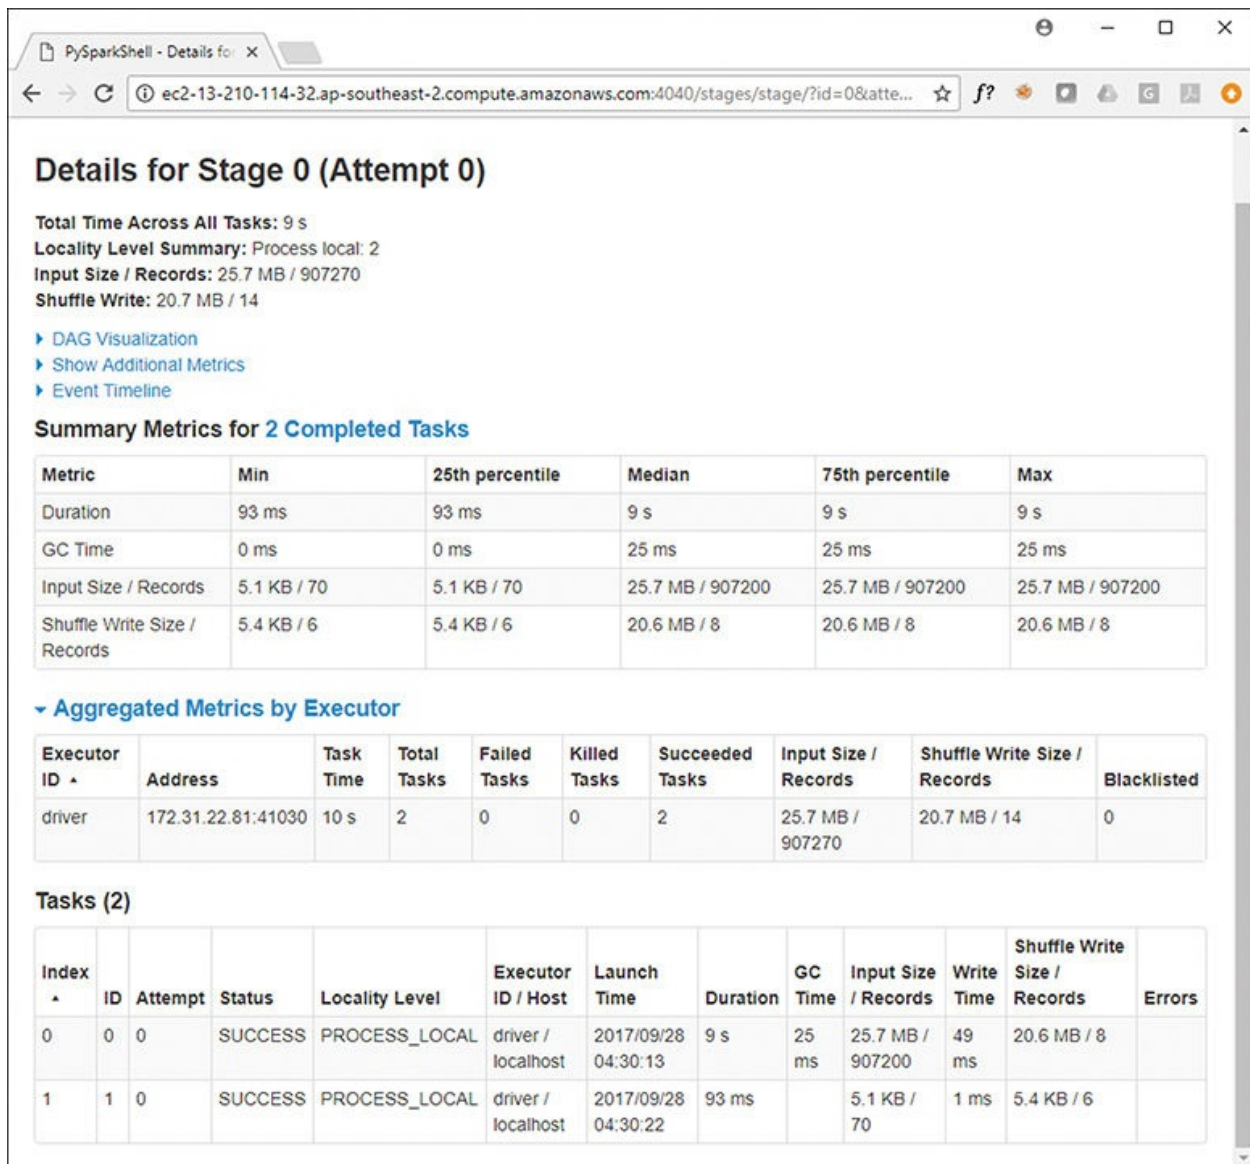 PySparkShell - Details fo
ec2-13-210-114-32.ap-southeast-2.compute.amazonaws.com:4040/stages/stage/?id=0&atte...
f?
G
Details for Stage 0 (Attempt 0)
Total Time Across All Tasks: 9 s
Locality Level Summary: Process local: 2
Input Size / Records: 25.7 MB / 907270
Shuffle Write: 20.7 MB / 14
DAG Visualization
Show Additional Metrics
Event Timeline
Summary Metrics for 2 Completed Tasks
Metric Min 25th percentile Median 75th percentile Max
Duration 93 ms 93 ms 9 s 9 s 9 s
GC Time 0 ms 0 ms 25 ms 25 ms 25 ms
Input Size / Records 5.1 KB / 70 5.1 KB / 70 25.7 MB / 907200 25.7 MB / 907200 25.7 MB / 907200
Shuffle Write Size / 5.4 KB / 6 5.4 KB / 6 20.6 MB / 8 20.6 MB / 8 20.6 MB / 8
Records
Aggregated Metrics by Executor
Executor Task Total Failed Killed Succeeded Input Size / Shuffle Write Size /
ID Address Time Tasks Tasks Tasks Tasks Records Records Blacklisted
driver 172.31.22.81:41030 10 s 2 0 0 2 25.7 MB / 20.7 MB / 14 0
907270
Tasks (2)
Shuffle Write
Index Executor Launch GC Input Size Write Size /
ID Attempt Status Locality Level ID / Host Time Duration Time / Records Time Records Errors
0 0 0 SUCCESS PROCESS_LOCAL driver / 2017/09/28 9 s 25 25.7 MB / 49 20.6 MB / 8
localhost 04:30:13 ms 907200 ms
1 1 0 SUCCESS PROCESS_LOCAL driver / 2017/09/28 93 ms 5.1 KB / 1 ms 5.4 KB / 6
localhost 04:30:22 70